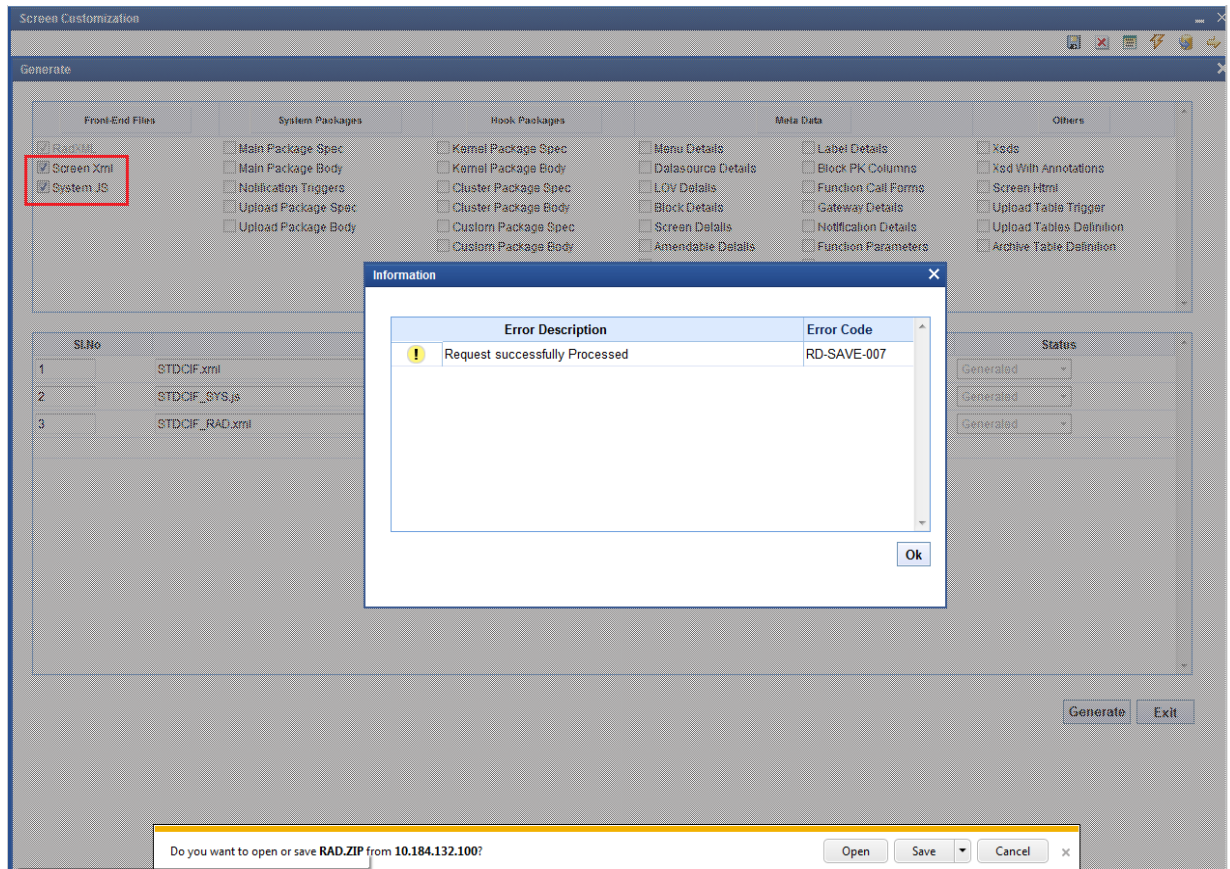 Screen Customization
Generate
Front-End Files System Packages Hook Packages Meta Data Others
RadXML Main Package Spec Kernel Package Spec Menu Details Label Details Xsds
Screen Xml Main Package Body Kernel Package Body Datasource Details Block PK Columns Xsd With Annotations
System JS Notification Triggers Cluster Package Spec LOV Details Function Call Forms Screen Html
Upload Package Spec Cluster Package Body Block Details Gateway Details Upload Table Trigger
Upload Package Body Custom Package Spec Screen Details Notification Details Upload Tables Definition
Custom Package Body Amendable Details Function Parameters Archive Table Definition
Information
Error Description Error Code
Request successfully Processed RD-SAVE-007
Ok
Sl.No Status
1 STDCIF.xml Generated
2 STDCIF_SYS.js Generated
3 STDCIF_RAD.xml Generated
Generate Exit
Do you want to open or save RAD.ZIP from 10.184.132.100?
Open Save Cancel